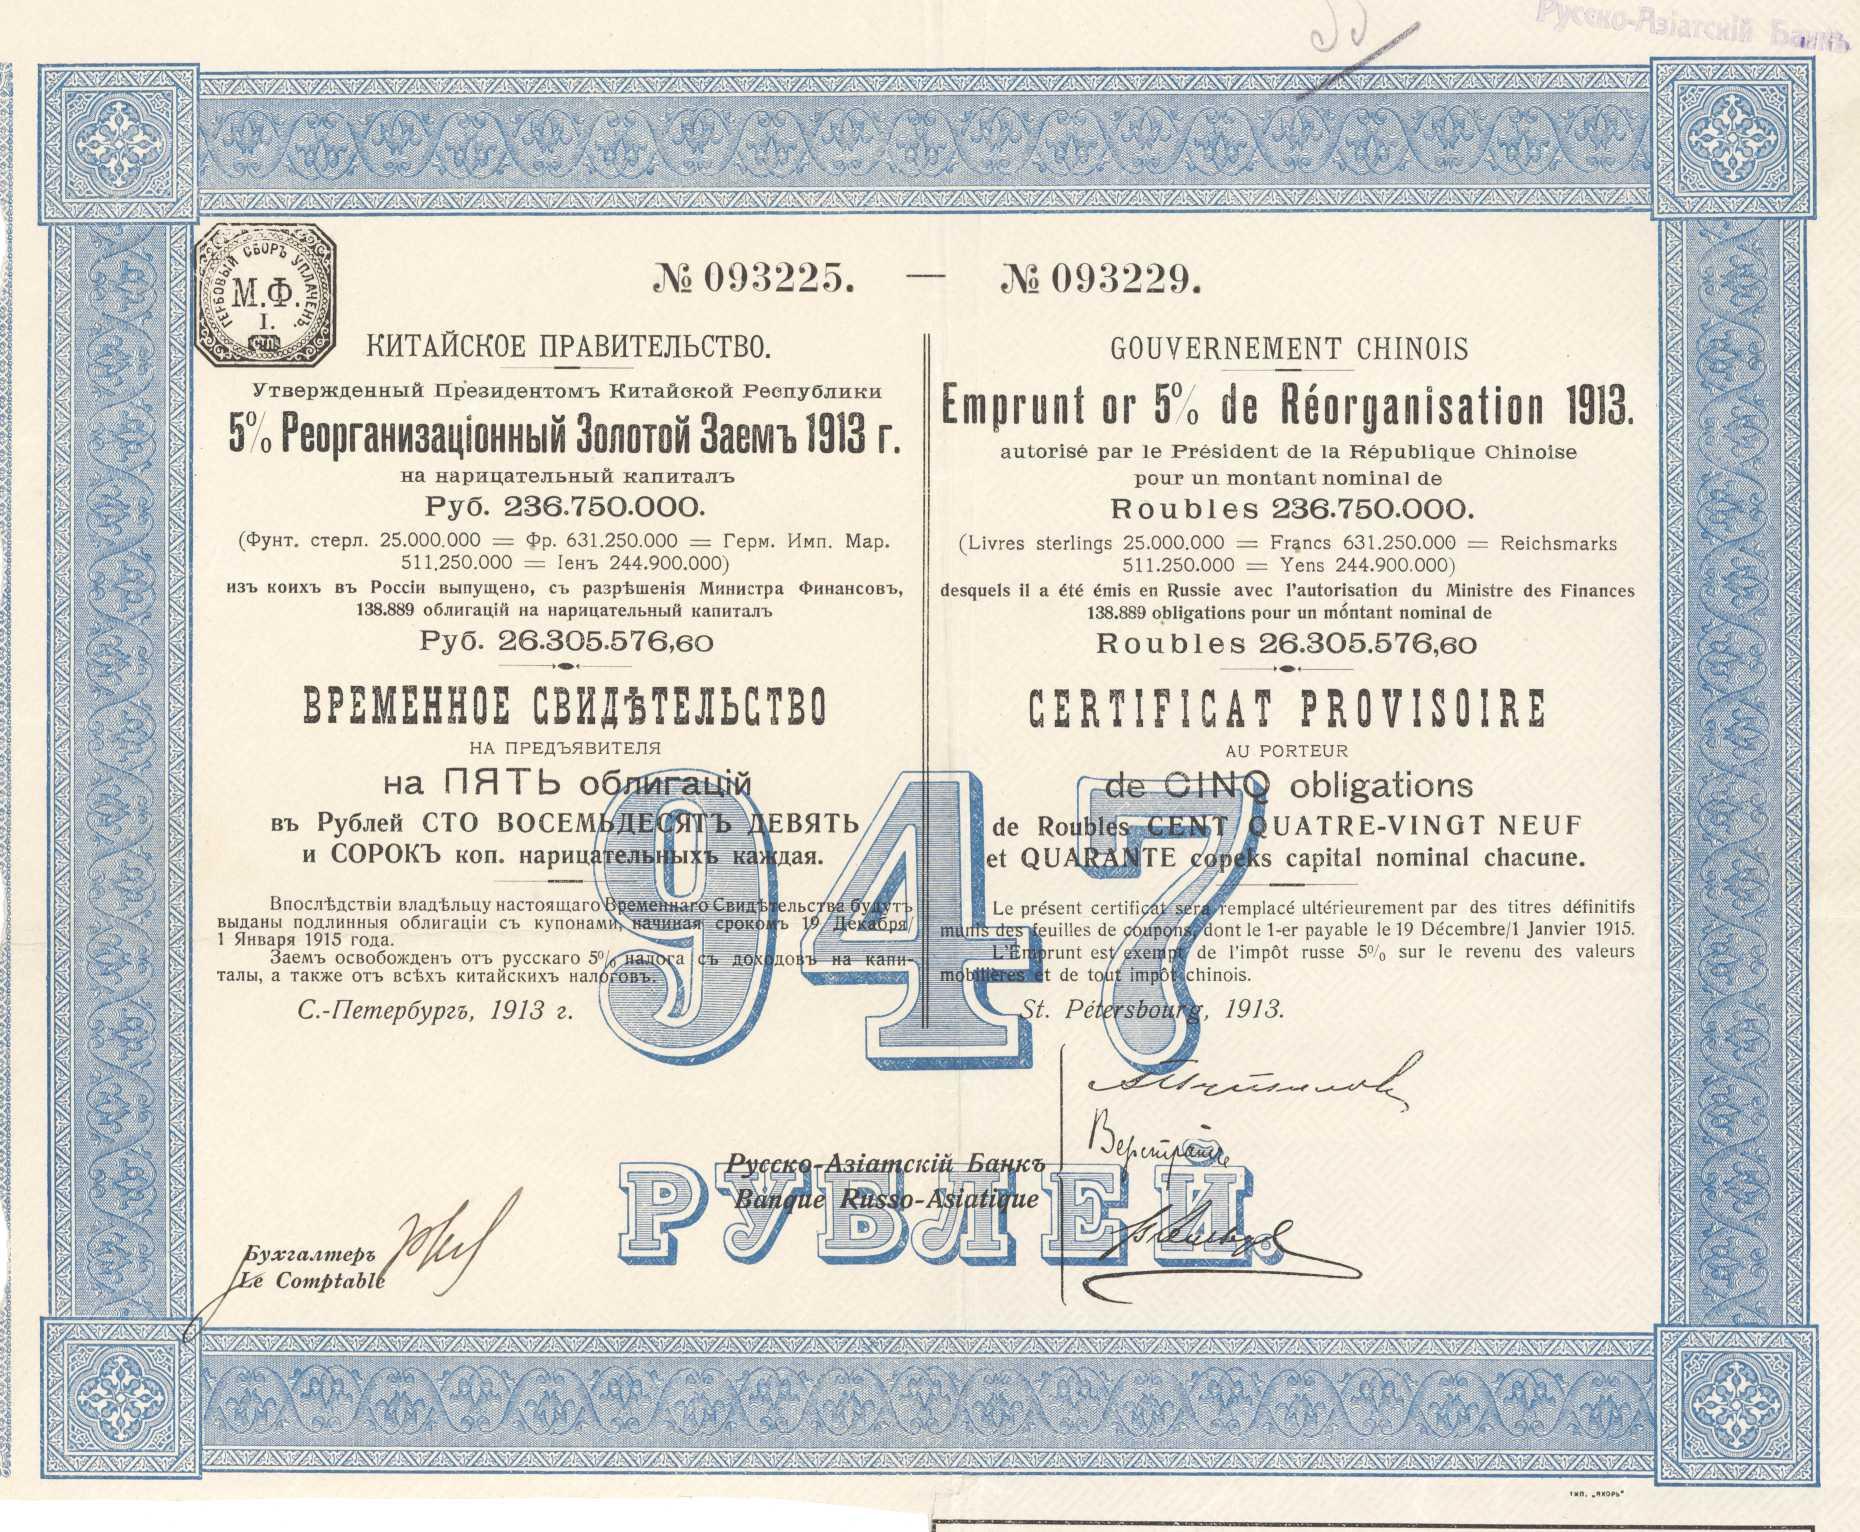 Русско-Азіатскій Банкъ
№ 093225. — № 093229.
ГЕРБОВЫЙ СБОРЪ УПЛАЧЕНЪ.
М.Ф.
I.
СПб.
КИТАЙСКОЕ ПРАВИТЕЛЬСТВО.
Утвержденный Президентомъ Китайской Республики
5% Реорганизаціонный Золотой Заемъ 1913 г.
на нарицательный капиталъ
Руб. 236.750.000.
(Фунт. стерл. 25.000.000 = Фр. 631.250.000 = Герм. Имп. Мар.
511.250.000 = Іенъ 244.900.000)
изъ коихъ въ Россіи выпущено, съ разрѣшенія Министра Финансовъ,
138.889 облигацій на нарицательный капиталъ
Руб. 26.305.576,60
ВРЕМЕННОЕ СВИДѢТЕЛЬСТВО
НА ПРЕДЪЯВИТЕЛЯ
на ПЯТЬ облигацій
въ Рублей СТО ВОСЕМЬДЕСЯТЪ ДЕВЯТЬ
и СОРОКЪ коп. нарицательныхъ каждая.
Впослѣдствіи владѣльцу настоящаго Временнаго Свидѣтельства будутъ
выданы подлинныя облигаціи съ купонами, начиная срокомъ 19 Декабря/
1 Января 1915 года.
Заемъ освобожденъ отъ русскаго 5% налога съ доходовъ на капи-
талы, а также отъ всѣхъ китайскихъ налоговъ.
С.-Петербургъ, 1913 г.
GOUVERNEMENT CHINOIS
Emprunt or 5% de Réorganisation 1913.
autorisé par le Président de la République Chinoise
pour un montant nominal de
Roubles 236.750.000.
(Livres sterlings 25.000.000 = Francs 631.250.000 = Reichsmarks
511.250.000 = Yens 244.900.000)
desquels il a été émis en Russie avec l'autorisation du Ministre des Finances
138.889 obligations pour un móntant nominal de
Roubles 26.305.576,60
CERTIFICAT PROVISOIRE
AU PORTEUR
de CINQ obligations
de Roubles CENT QUATRE-VINGT NEUF
et QUARANTE copeks capital nominal chacune.
Le présent certificat sera remplacé ultérieurement par des titres définitifs
munis des feuilles de coupons, dont le 1-er payable le 19 Décembre/1 Janvier 1915.
L'Emprunt est exempt de l'impôt russe 5% sur le revenu des valeurs
mobilières et de tout impôt chinois.
St. Pétersbourg, 1913.
947
РУБЛЕЙ.
Русско-Азіатскій Банкъ
Banque Russo-Asiatique
Бухгалтеръ
Le Comptable
тип. „ЯКОРЬ"